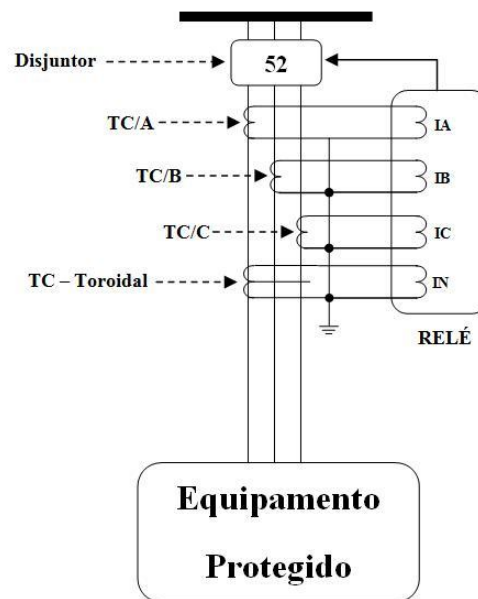 Disjuntor
52
TC/A
IA
TC/B
IB
TC/C
IC
TC – Toroidal
IN
RELÉ
Equipamento
Protegido